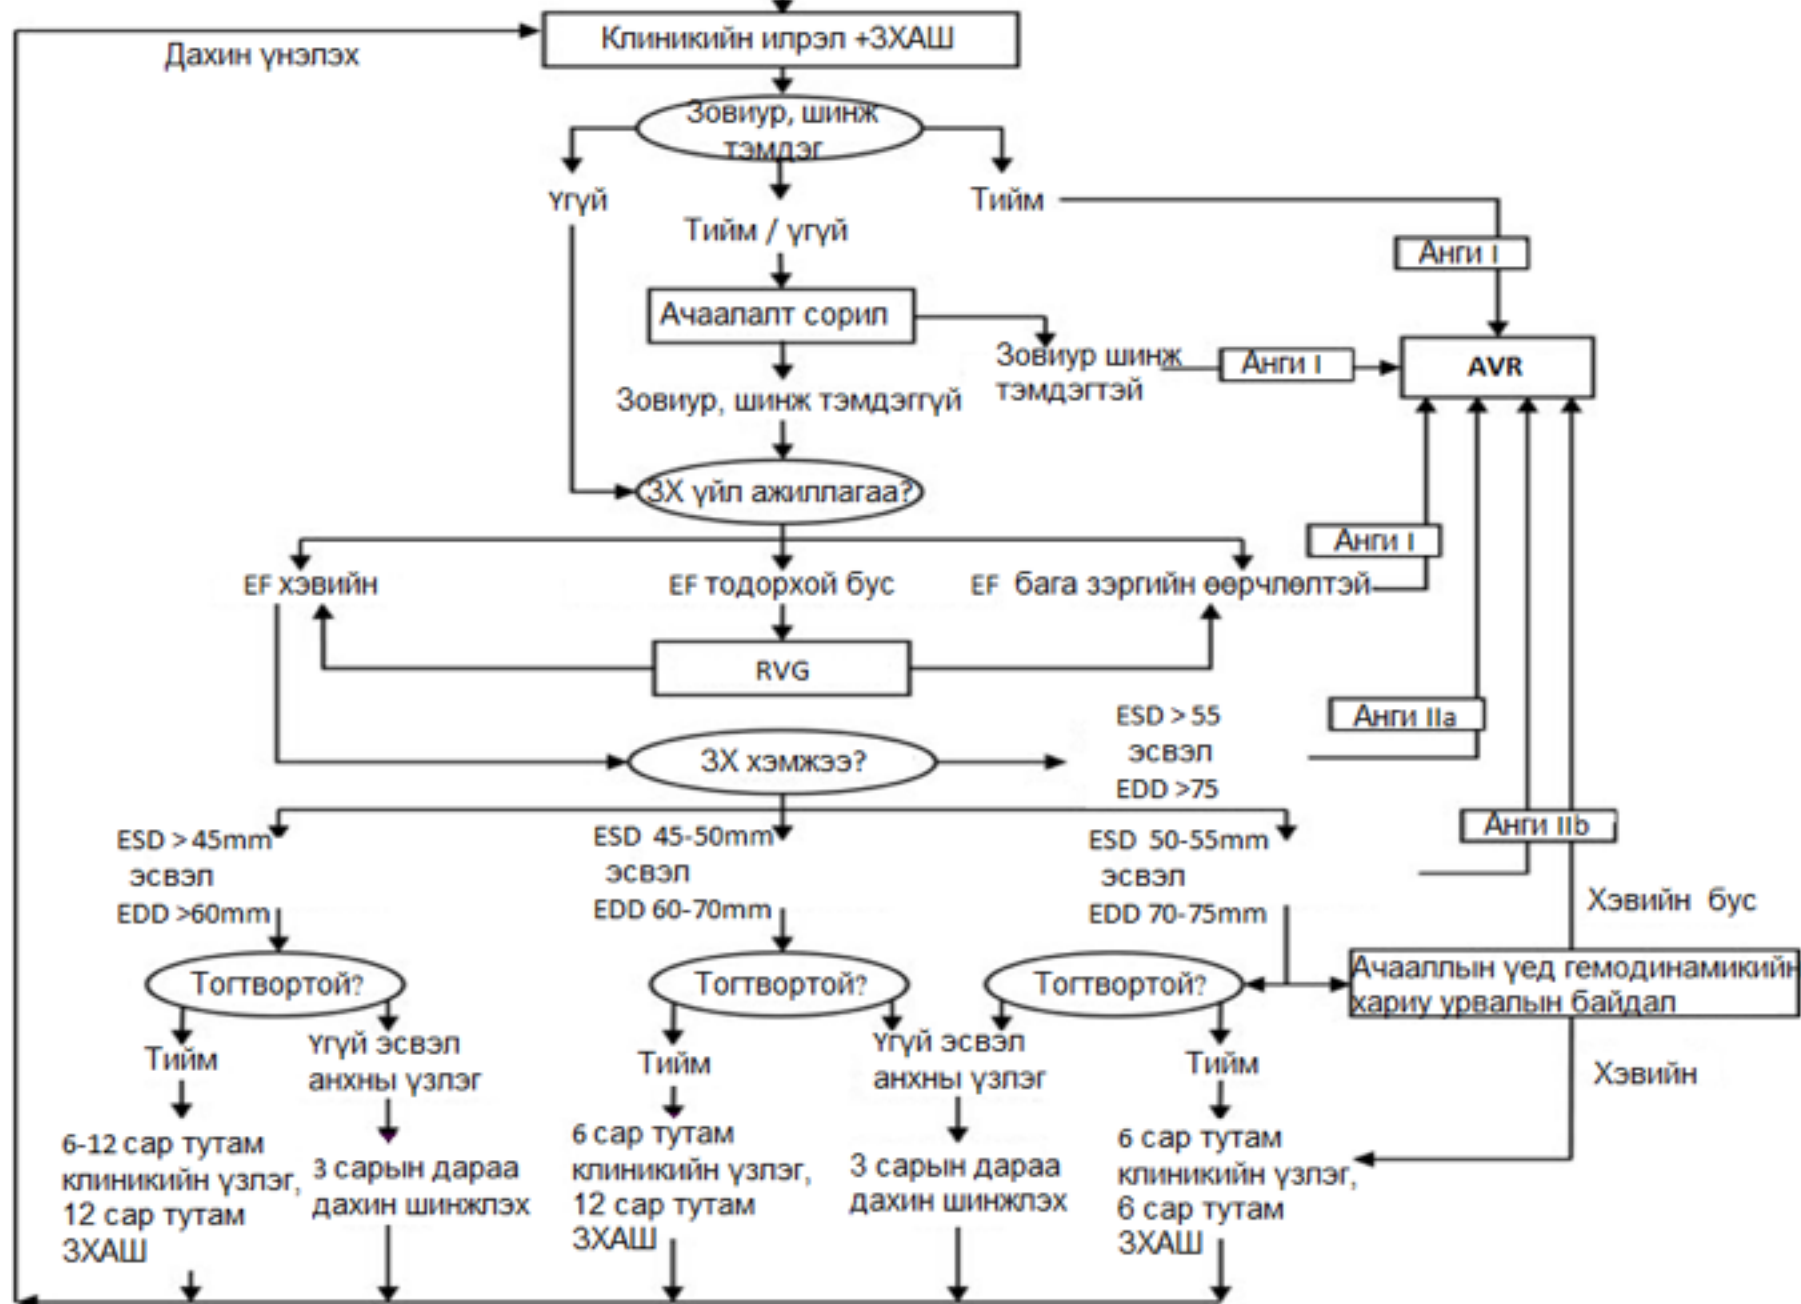 Дахин үнэлэх
Клиникийн илрэл +ЗХАШ
Зовиур, шинж
тэмдэг
Үгүй
Тийм / үгүй
Тийм
Анги I
Ачаалалт сорил
Зовиур шинж
тэмдэгтэй
Анги I
AVR
Зовиур, шинж тэмдэггүй
ЗХ үйл ажиллагаа?
Анги I
EF хэвийн
EF тодорхой бус
EF бага зэргийн өөрчлөлтэй
RVG
ЗХ хэмжээ?
ESD > 55
эсвэл
EDD >75
Анги IIa
Анги IIb
ESD > 45mm
эсвэл
EDD >60mm
ESD 45-50mm
эсвэл
EDD 60-70mm
ESD 50-55mm
эсвэл
EDD 70-75mm
Хэвийн бус
Тогтвортой?
Тогтвортой?
Тогтвортой?
Ачааллын үед гемодинамикийн
хариу урвалын байдал
Тийм
Үгүй эсвэл
анхны үзлэг
Тийм
Үгүй эсвэл
анхны үзлэг
Тийм
Хэвийн
6-12 сар тутам
клиникийн үзлэг,
12 сар тутам
ЗХАШ
3 сарын дараа
дахин шинжлэх
6 сар тутам
клиникийн үзлэг,
12 сар тутам
ЗХАШ
3 сарын дараа
дахин шинжлэх
6 сар тутам
клиникийн үзлэг,
6 сар тутам
ЗХАШ